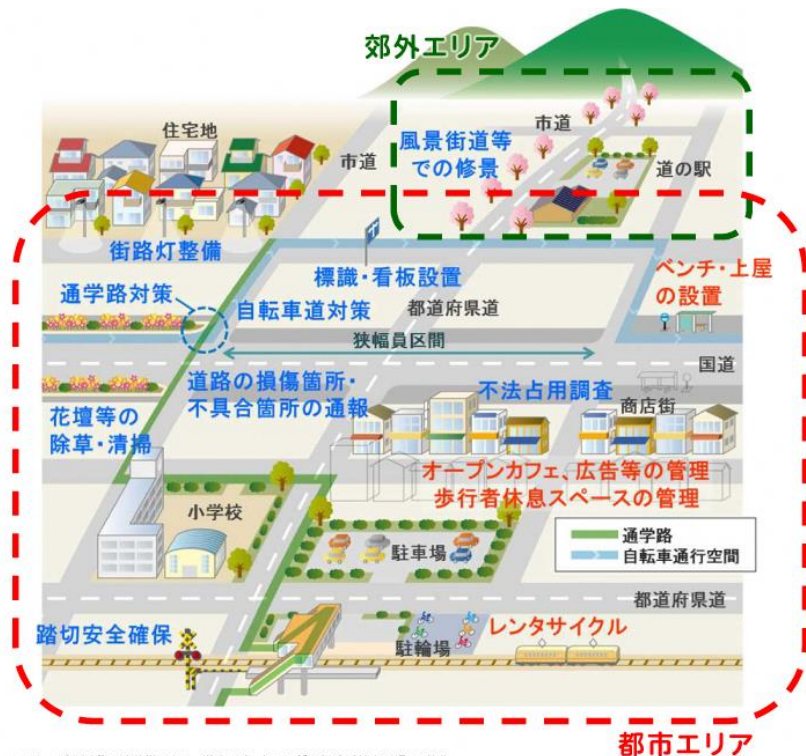 郊外エリア
住宅地
市道
風景街道等
での修景
市道
道の駅
街路灯整備
標識・看板設置
ベンチ・上屋
の設置
通学路対策
自転車道対策
都道府県道
狭幅員区間
国道
花壇等の
除草・清掃
道路の損傷箇所・
不具合箇所の通報
不法占用調査
商店街
オープンカフェ、広告等の管理
歩行者休息スペースの管理
小学校
駐車場
通学路
自転車通行空間
都道府県道
踏切安全確保
駐輪場
レンタサイクル
都市エリア